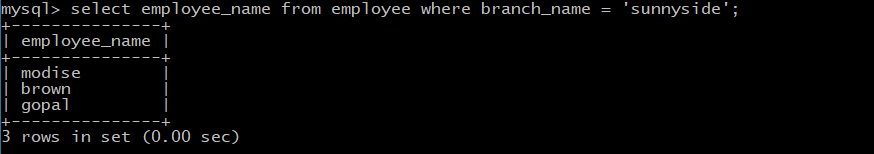 mysql> select employee_name from employee where branch_name = 'sunnyside';
+---------------+
| employee_name |
+---------------+
| modise        |
| brown         |
| gopal         |
+---------------+
3 rows in set (0.00 sec)